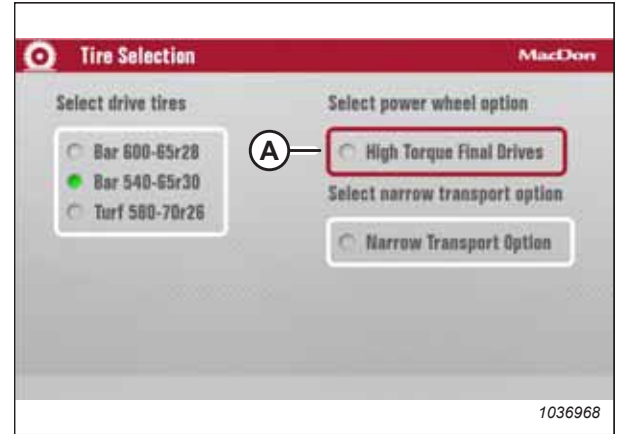 Tire Selection
MacDon
Select drive tires
Bar 600-65r28
Bar 540-65r30
Turf 580-70r26
Select power wheel option
A
High Torque Final Drives
Select narrow transport option
Narrow Transport Option
1036968